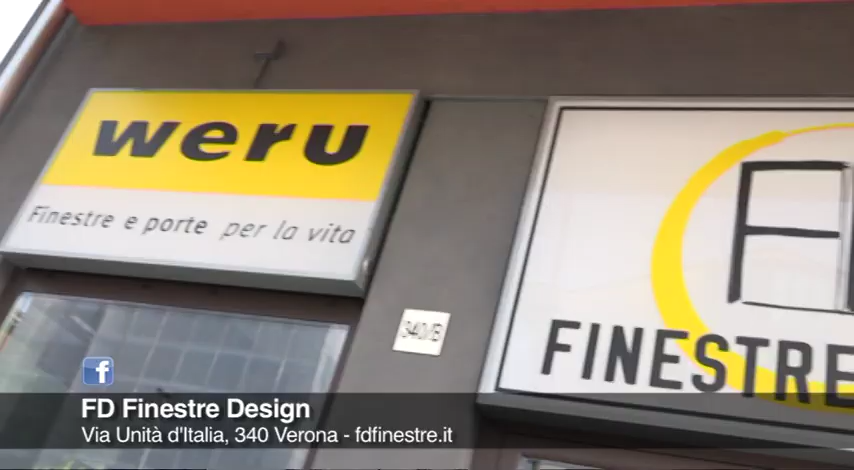 weru
Finestre e porte per la vita
F
340/B
FINESTRE
f
FD Finestre Design
Via Unità d'Italia, 340 Verona - fdfinestre.it